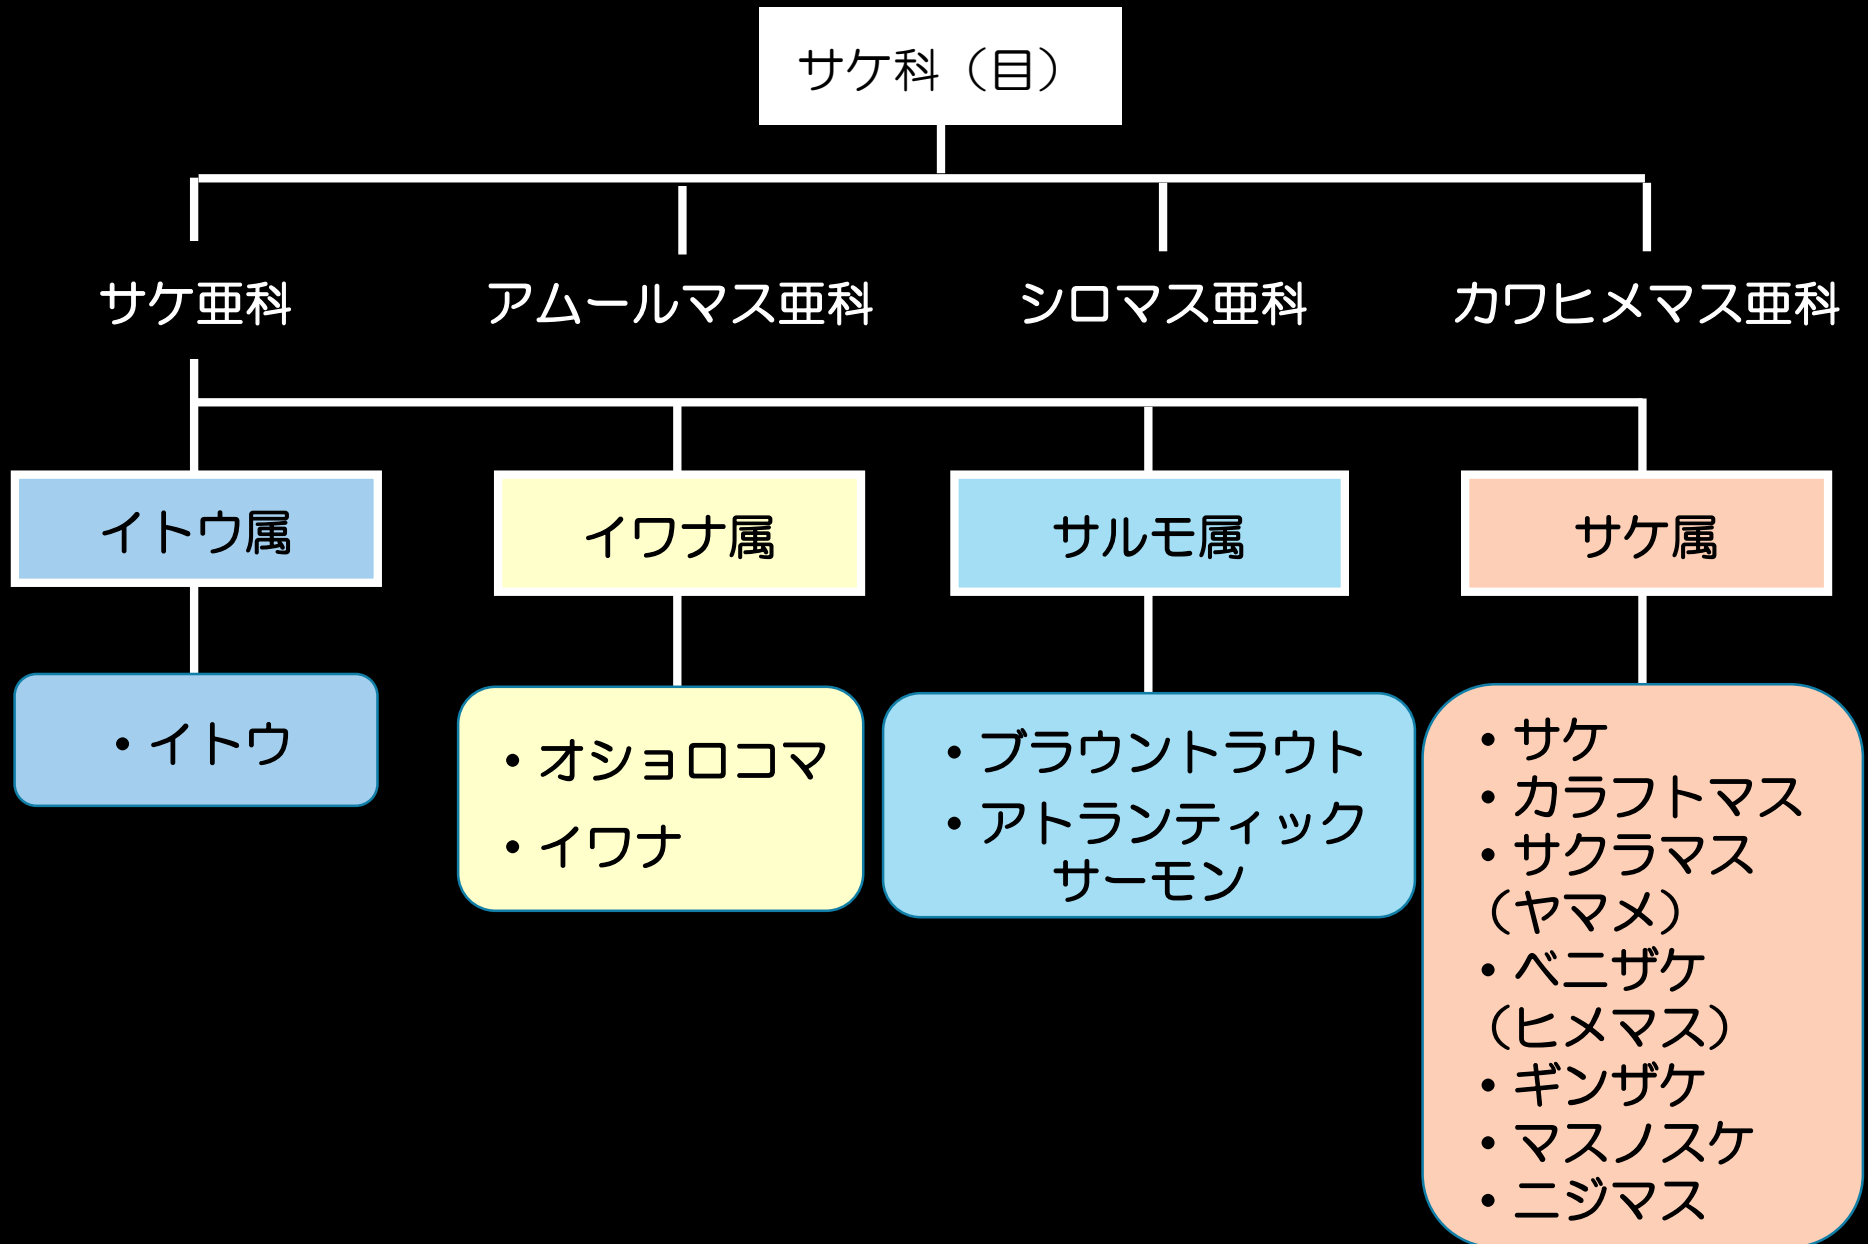 サケ科（目）
サケ亜科
アムールマス亜科
シロマス亜科
カワヒメマス亜科
イトウ属
イワナ属
サルモ属
サケ属
・イトウ
・オショロコマ
・イワナ
・ブラウントラウト
・アトランティック
サーモン
・サケ
・カラフトマス
・サクラマス
（ヤマメ）
・ベニザケ
（ヒメマス）
・ギンザケ
・マスノスケ
・ニジマス